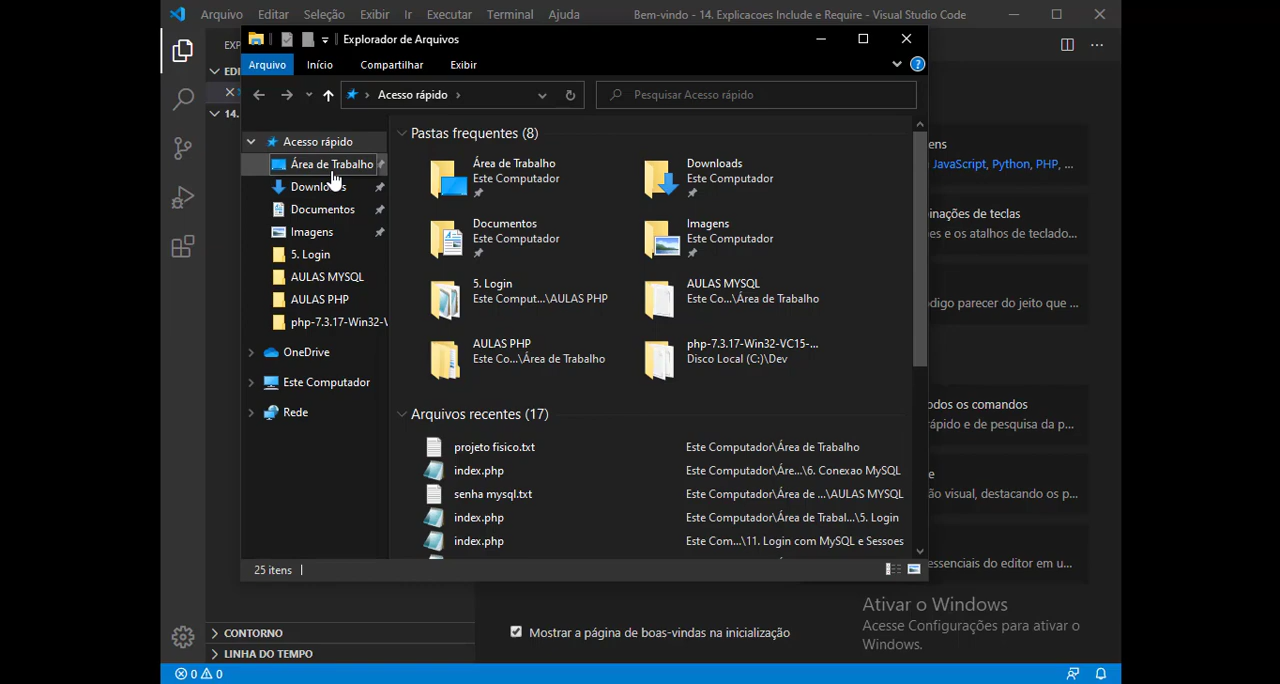 Arquivo Editar Seleção Exibir Ir Executar Terminal Ajuda Bem-vindo - 14. Explicacoes Include e Require - Visual Studio Code
Explorador de Arquivos
Arquivo Início Compartilhar Exibir
Acesso rápido
Pesquisar Acesso rápido
EXP
EDI
14.
Acesso rápido
Área de Trabalho
Downloads
Documentos
Imagens
5. Login
AULAS MYSQL
AULAS PHP
php-7.3.17-Win32-V
OneDrive
Este Computador
Rede
Pastas frequentes (8)
Área de Trabalho
Este Computador
Downloads
Este Computador
Documentos
Este Computador
Imagens
Este Computador
5. Login
Este Comput...\AULAS PHP
AULAS MYSQL
Este Co...\Área de Trabalho
AULAS PHP
Este Co...\Área de Trabalho
php-7.3.17-Win32-VC15-...
Disco Local (C:)\Dev
Arquivos recentes (17)
projeto fisico.txt Este Computador\Área de Trabalho
index.php Este Computador\Áre...\6. Conexao MySQL
senha mysql.txt Este Computador\Área de ...\AULAS MYSQL
index.php Este Computador\Área de Trabal...\5. Login
index.php Este Com...\11. Login com MySQL e Sessoes
25 itens
ens
JavaScript, Python, PHP, ...
inações de teclas
e os atalhos de teclado...
ódigo parecer do jeito que ...
odos os comandos
rápido e de pesquisa da p...
e
ão visual, destacando os p...
essenciais do editor em u...
Ativar o Windows
Acesse Configurações para ativar o
Windows.
Mostrar a página de boas-vindas na inicialização
CONTORNO
LINHA DO TEMPO
0 0